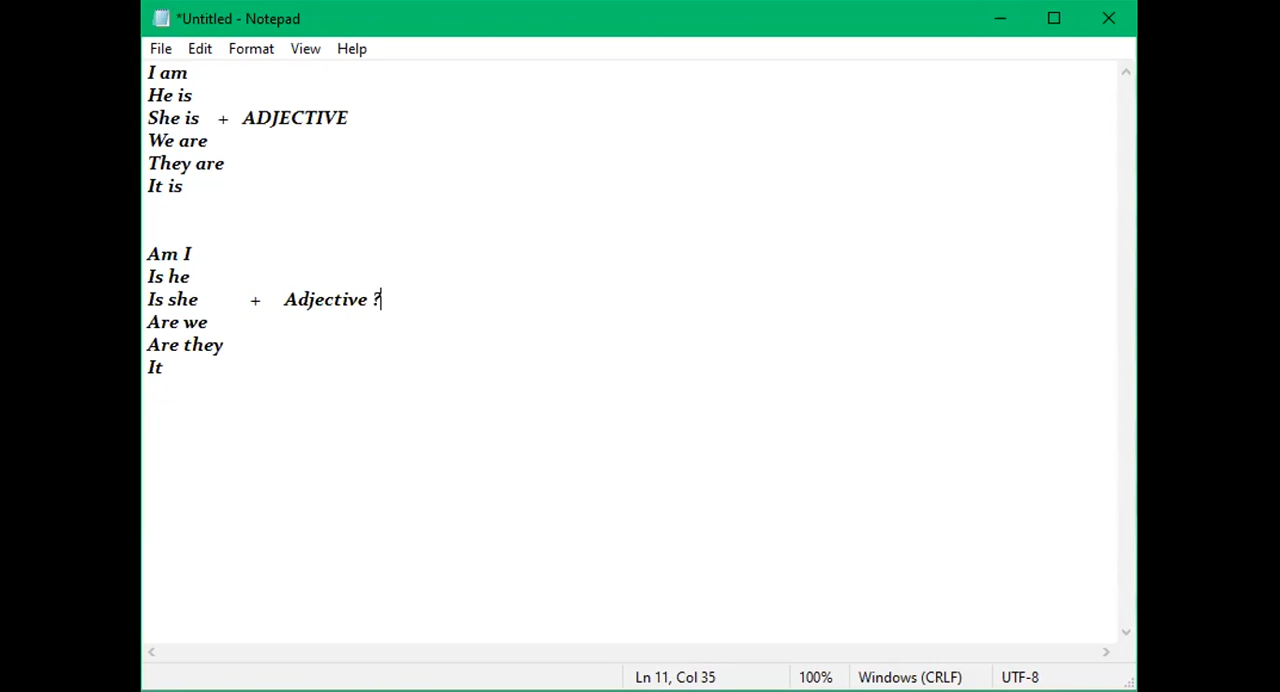 *Untitled - Notepad
File Edit Format View Help
I am
He is
She is + ADJECTIVE
We are
They are
It is
Am I
Is he
Is she + Adjective ?
Are we
Are they
It
Ln 11, Col 35 100% Windows (CRLF) UTF-8